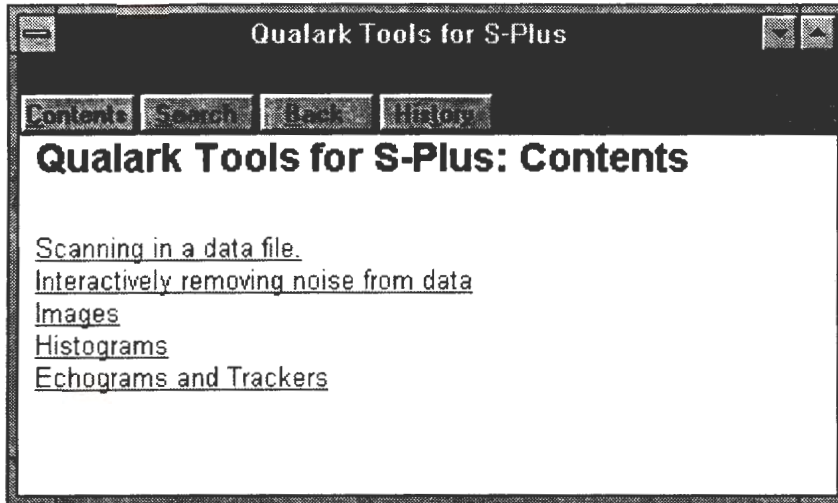 Qualark Tools for S-Plus
Contents Search Back History
Qualark Tools for S-Plus: Contents
Scanning in a data file.
Interactively removing noise from data
Images
Histograms
Echograms and Trackers